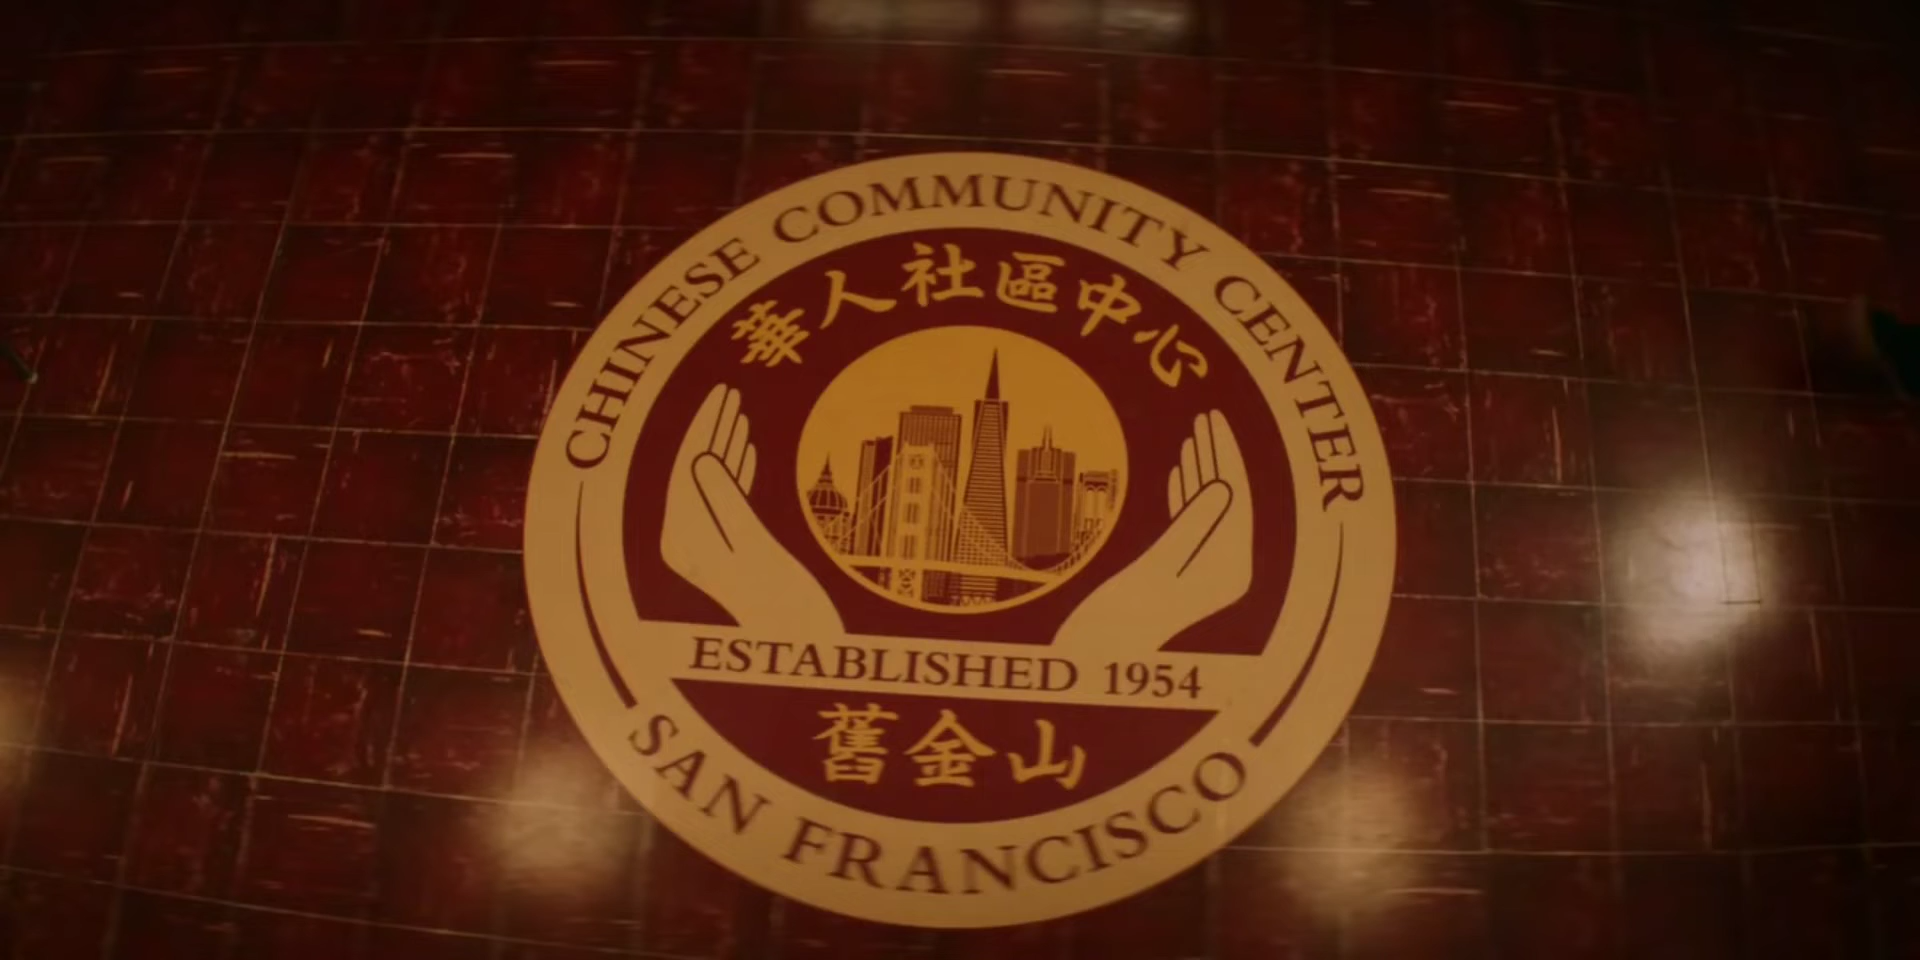 CHINESE COMMUNITY CENTER
華人社區中心
ESTABLISHED 1954
舊金山
SAN FRANCISCO